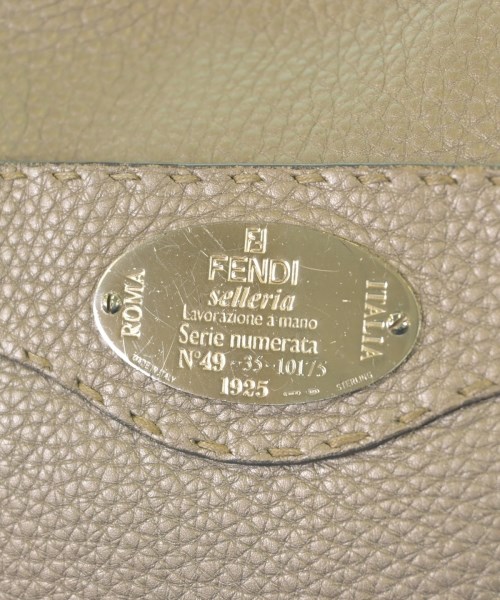 FENDI
selleria
Lavorazione a mano
Serie numerata
Nº49 - 35 - 10175
1925
ROMA
ITALIA